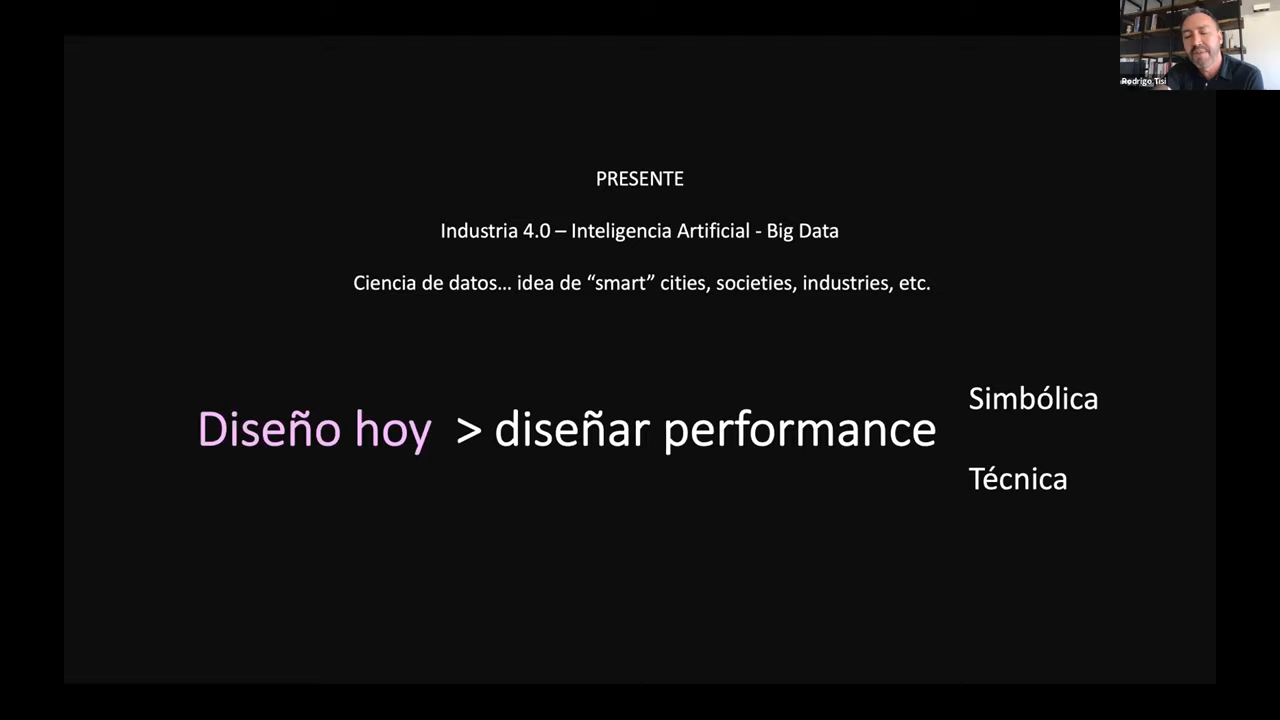 Rodrigo Tisi
PRESENTE
Industria 4.0 – Inteligencia Artificial - Big Data
Ciencia de datos... idea de “smart” cities, societies, industries, etc.
Simbólica
Diseño hoy > diseñar performance
Técnica